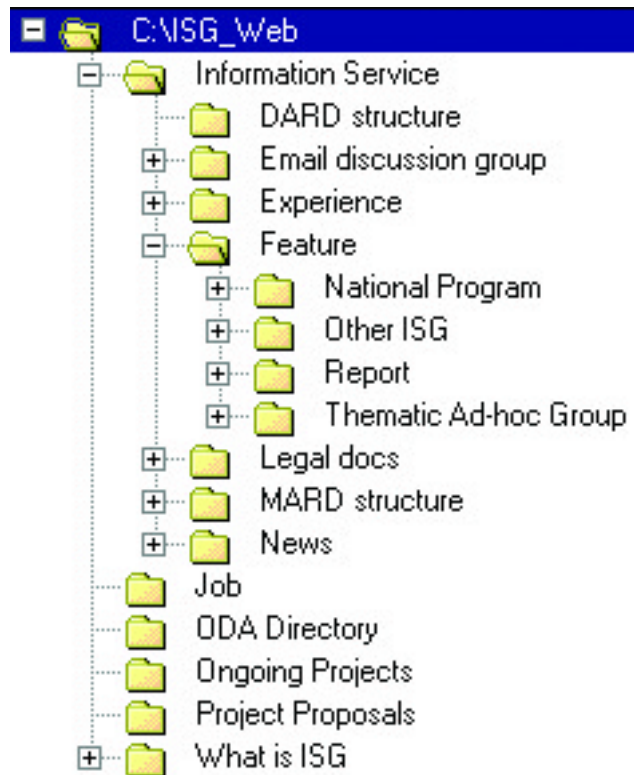 C:\ISG_Web
Information Service
DARD structure
Email discussion group
Experience
Feature
National Program
Other ISG
Report
Thematic Ad-hoc Group
Legal docs
MARD structure
News
Job
ODA Directory
Ongoing Projects
Project Proposals
What is ISG